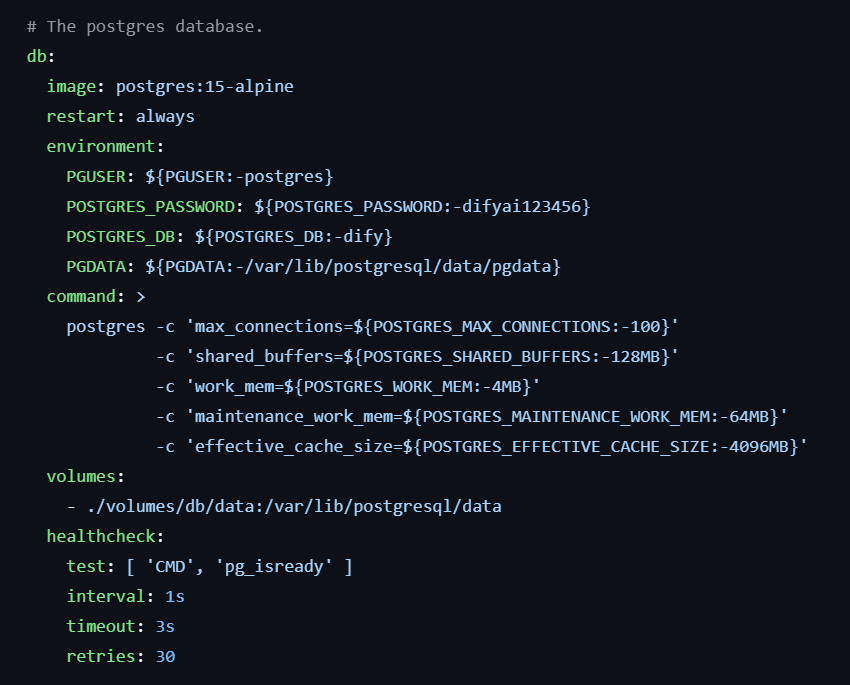 # The postgres database.
db:
  image: postgres:15-alpine
  restart: always
  environment:
    PGUSER: ${PGUSER:-postgres}
    POSTGRES_PASSWORD: ${POSTGRES_PASSWORD:-difyai123456}
    POSTGRES_DB: ${POSTGRES_DB:-dify}
    PGDATA: ${PGDATA:-/var/lib/postgresql/data/pgdata}
  command: >
    postgres -c 'max_connections=${POSTGRES_MAX_CONNECTIONS:-100}'
             -c 'shared_buffers=${POSTGRES_SHARED_BUFFERS:-128MB}'
             -c 'work_mem=${POSTGRES_WORK_MEM:-4MB}'
             -c 'maintenance_work_mem=${POSTGRES_MAINTENANCE_WORK_MEM:-64MB}'
             -c 'effective_cache_size=${POSTGRES_EFFECTIVE_CACHE_SIZE:-4096MB}'
  volumes:
    - ./volumes/db/data:/var/lib/postgresql/data
  healthcheck:
    test: [ 'CMD', 'pg_isready' ]
    interval: 1s
    timeout: 3s
    retries: 30